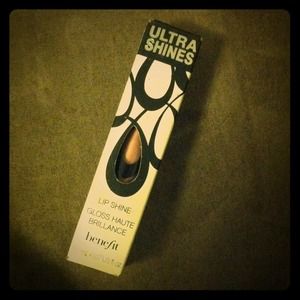 ULTRA
SHINES
LIP SHINE
GLOSS HAUTE
BRILLANCE
benefit